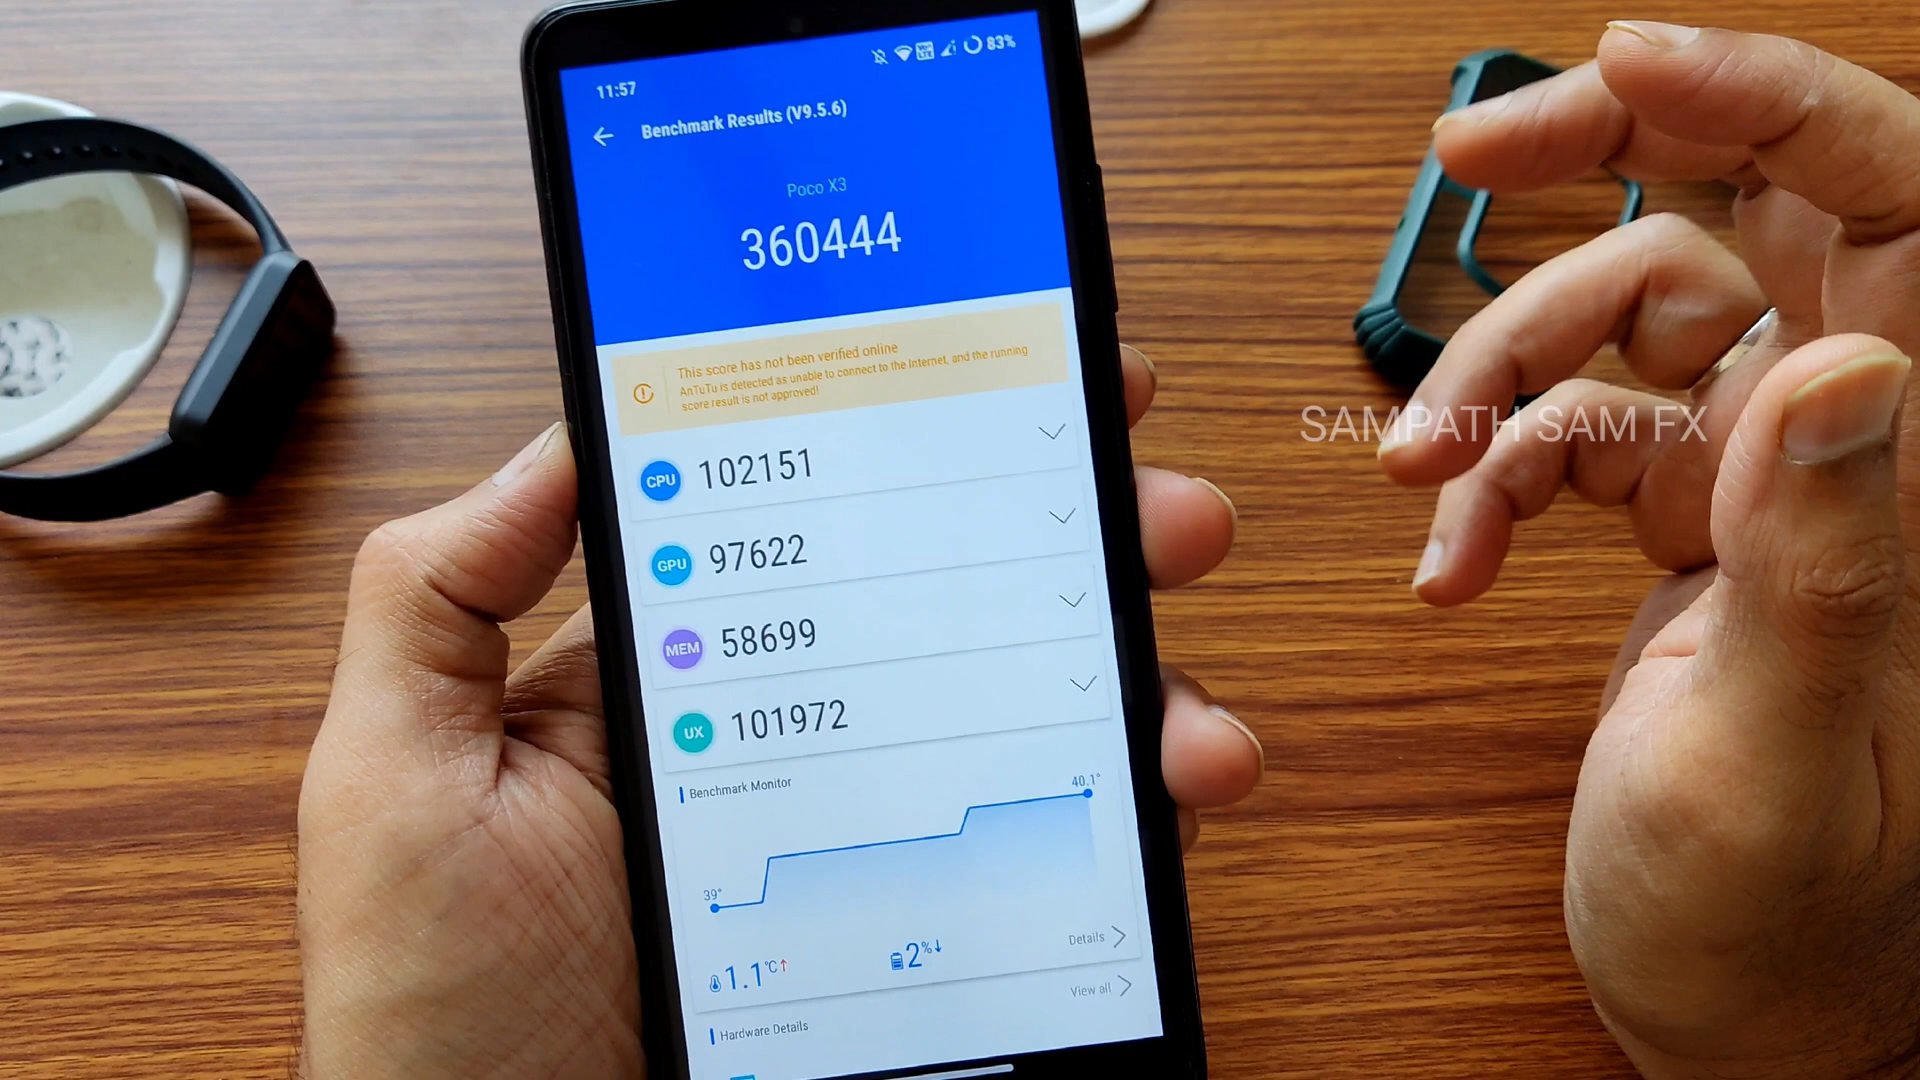 11:57
VoLTE 83%
Benchmark Results (V9.5.6)
Poco X3
360444
This score has not been verified online
AnTuTu is detected as unable to connect to the Internet, and the running
score result is not approved!
CPU 102151
GPU 97622
MEM 58699
UX 101972
Benchmark Monitor
40.1°
39°
1.1°C↑
2%↓
Details
View all
Hardware Details
SAMPATH SAM FX